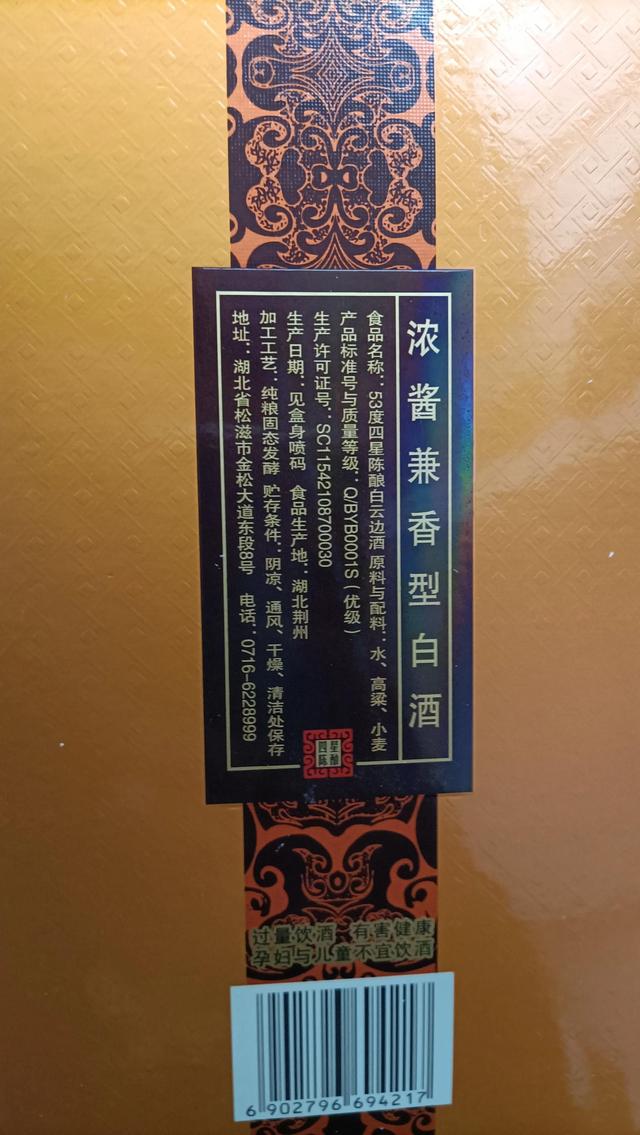 浓酱兼香型白酒
食品名称：53度四星陈酿白云边酒 原料与配料：水、高粱、小麦
产品标准号与质量等级：Q/BYB0001S（优级）
生产许可证号：SC11542108700030
生产日期：见盒身喷码 食品生产地：湖北荆州
加工工艺：纯粮固态发酵 贮存条件：阴凉、通风、干燥、清洁处保存
地址：湖北省松滋市金松大道东段8号 电话：0716-6228999
四星
陈酿
过量饮酒 有害健康
孕妇与儿童不宜饮酒
6 902796 694217